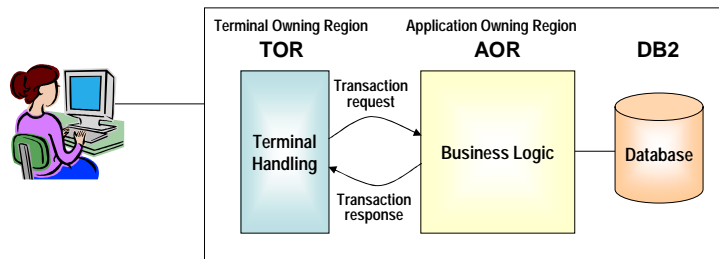 Terminal Owning Region
TOR
Application Owning Region
AOR
DB2
Transaction
request
Terminal
Handling
Business Logic
Database
Transaction
response